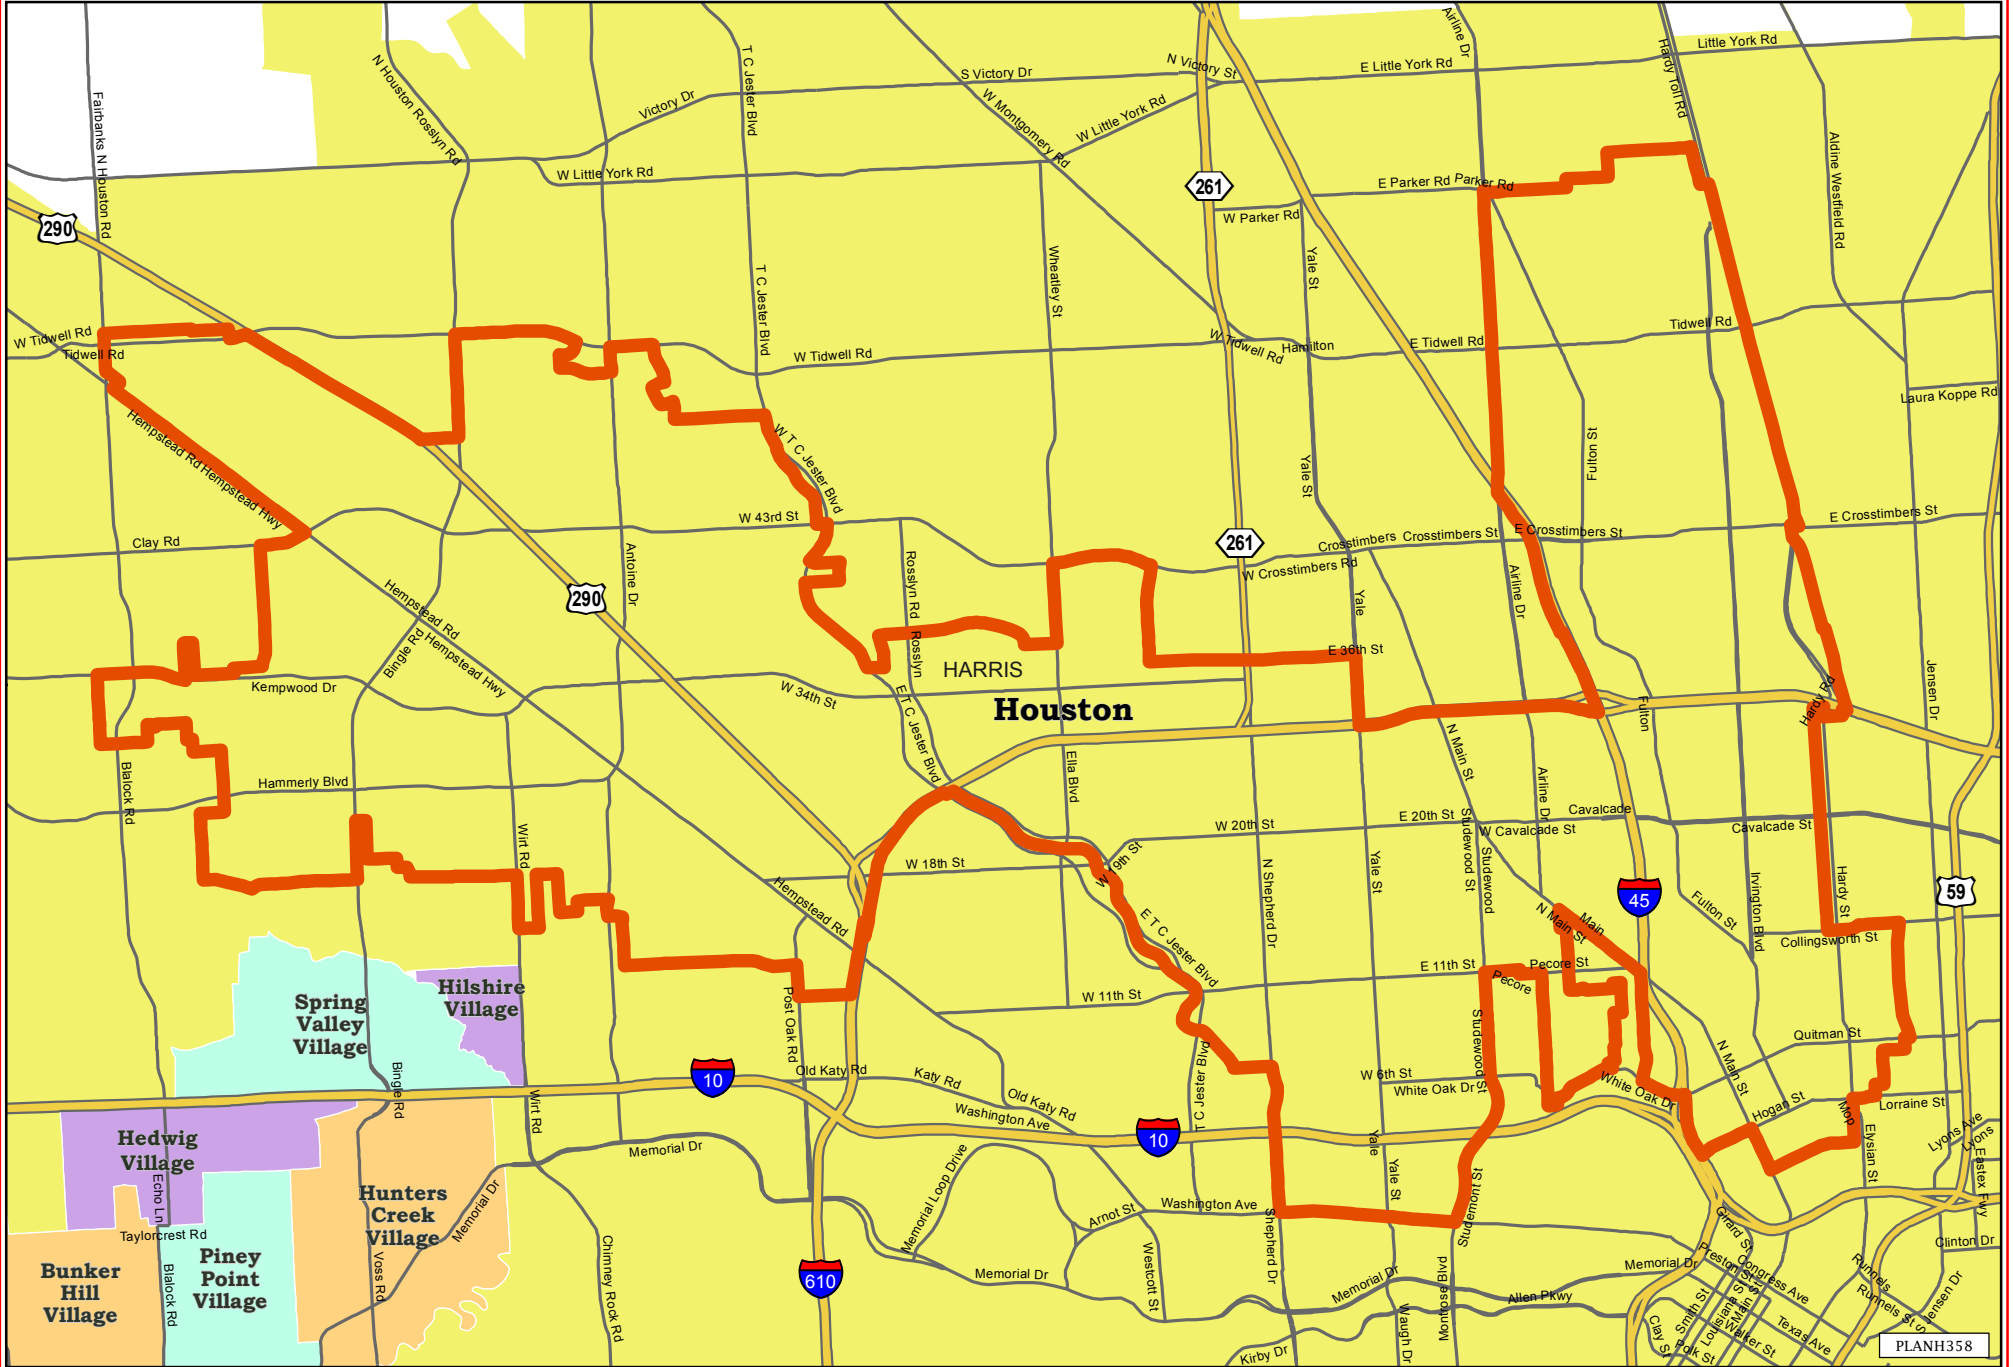 Little York Rd
Airline Dr
Hardy Toll Rd
N Victory St
E Little York Rd
S Victory Dr
T C Jester Blvd
N Houston Rosslyn Rd
Fairbanks N Houston Rd
Victory Dr
W Montgomery Rd
W Little York Rd
W Little York Rd
261
E Parker Rd
Parker Rd
Aldine Westfield Rd
W Parker Rd
290
Wheatley St
Yale St
T C Jester Blvd
W Tidwell Rd
Tidwell Rd
W Tidwell Rd
W Tidwell Rd
Hamilton
E Tidwell Rd
Tidwell Rd
Laura Koppe Rd
Hempstead Rd
Hempstead Hwy
W T C Jester Blvd
Yale St
Fulton St
W 43rd St
Clay Rd
261
Crosstimbers
Crosstimbers St
E Crosstimbers St
E Crosstimbers St
W Crosstimbers Rd
Antoine Dr
Rosslyn Rd
Airline Dr
290
Yale
Hempstead Rd
Hempstead Hwy
Bingle Rd
Rosslyn
E 36th St
HARRIS
Houston
Kempwood Dr
W 34th St
E T C Jester Blvd
Jensen Dr
Hardy Rd
Fulton
N Main St
Blalock Rd
Hammerly Blvd
Ella Blvd
Airline Dr
Cavalcade
Cavalcade St
W Cavalcade St
E 20th St
W 20th St
Wirt Rd
W 18th St
W 19th St
Studewood St
Studewood
Yale St
N Shepherd Dr
Hempstead Rd
45
59
Irvington Blvd
Hardy St
Fulton St
N Main St
Main
Collingsworth St
E T C Jester Blvd
E 11th St
Pecore St
Pecore
W 11th St
Hilshire
Village
Spring
Valley
Village
Post Oak Rd
Studewood St
Quitman St
N Main St
T C Jester Blvd
10
Old Katy Rd
Katy Rd
Old Katy Rd
Washington Ave
W 6th St
White Oak Dr
White Oak Dr
Hogan St
Mop
Lorraine St
Bingle Rd
Wirt Rd
10
Hedwig
Village
Memorial Dr
Yale
Elysian St
Lyons Ave
Lyons
Eastex Fwy
Echo Ln
Hunters
Creek
Village
Memorial Dr
Memorial Loop Drive
Yale St
Studemont St
Washington Ave
Arnot St
Shepherd Dr
Taylorcrest Rd
Piney
Point
Village
Bunker
Hill
Village
Blalock Rd
Voss Rd
Chimney Rock Rd
610
Memorial Dr
Westcott St
Memorial Dr
Memorial Dr
Montrose Blvd
Allen Pkwy
Waugh Dr
Kirby Dr
Girard St
Preston St
Congress Ave
Runnels
Runnels St
Clinton Dr
S Jensen Dr
Smith St
Louisiana St
Main St
Walker St
Texas Ave
Clay St
Polk St
PLANH358